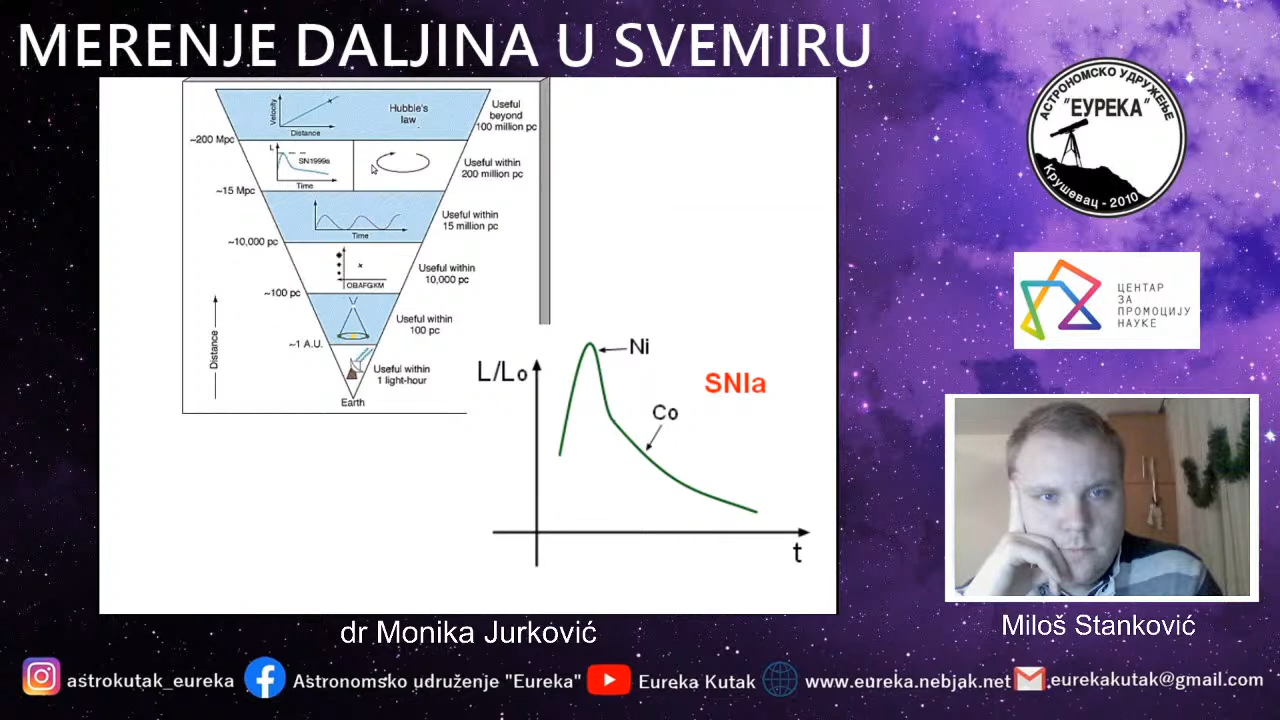 MERENJE DALJINA U SVEMIRU
Velocity
Distance
Hubble's
law
Useful
beyond
100 million pc
~200 Mpc
L
SN1999a
Time
Useful within
200 million pc
~15 Mpc
Time
Useful within
15 million pc
~10,000 pc
OBAFGKM
Useful within
10,000 pc
~100 pc
Useful within
100 pc
~1 A.U.
Useful within
1 light-hour
Distance
Earth
L/Lo
Ni
SNIa
Co
t
АСТРОНОМСКО УДРУЖЕЊЕ
"ЕУРЕКА"
Крушевац - 2010
ЦЕНТАР
ЗА
ПРОМОЦИЈУ
НАУКЕ
dr Monika Jurković
Miloš Stanković
astrokutak_eureka
Astronomsko udruženje "Eureka"
Eureka Kutak
www.eureka.nebjak.net
eurekakutak@gmail.com